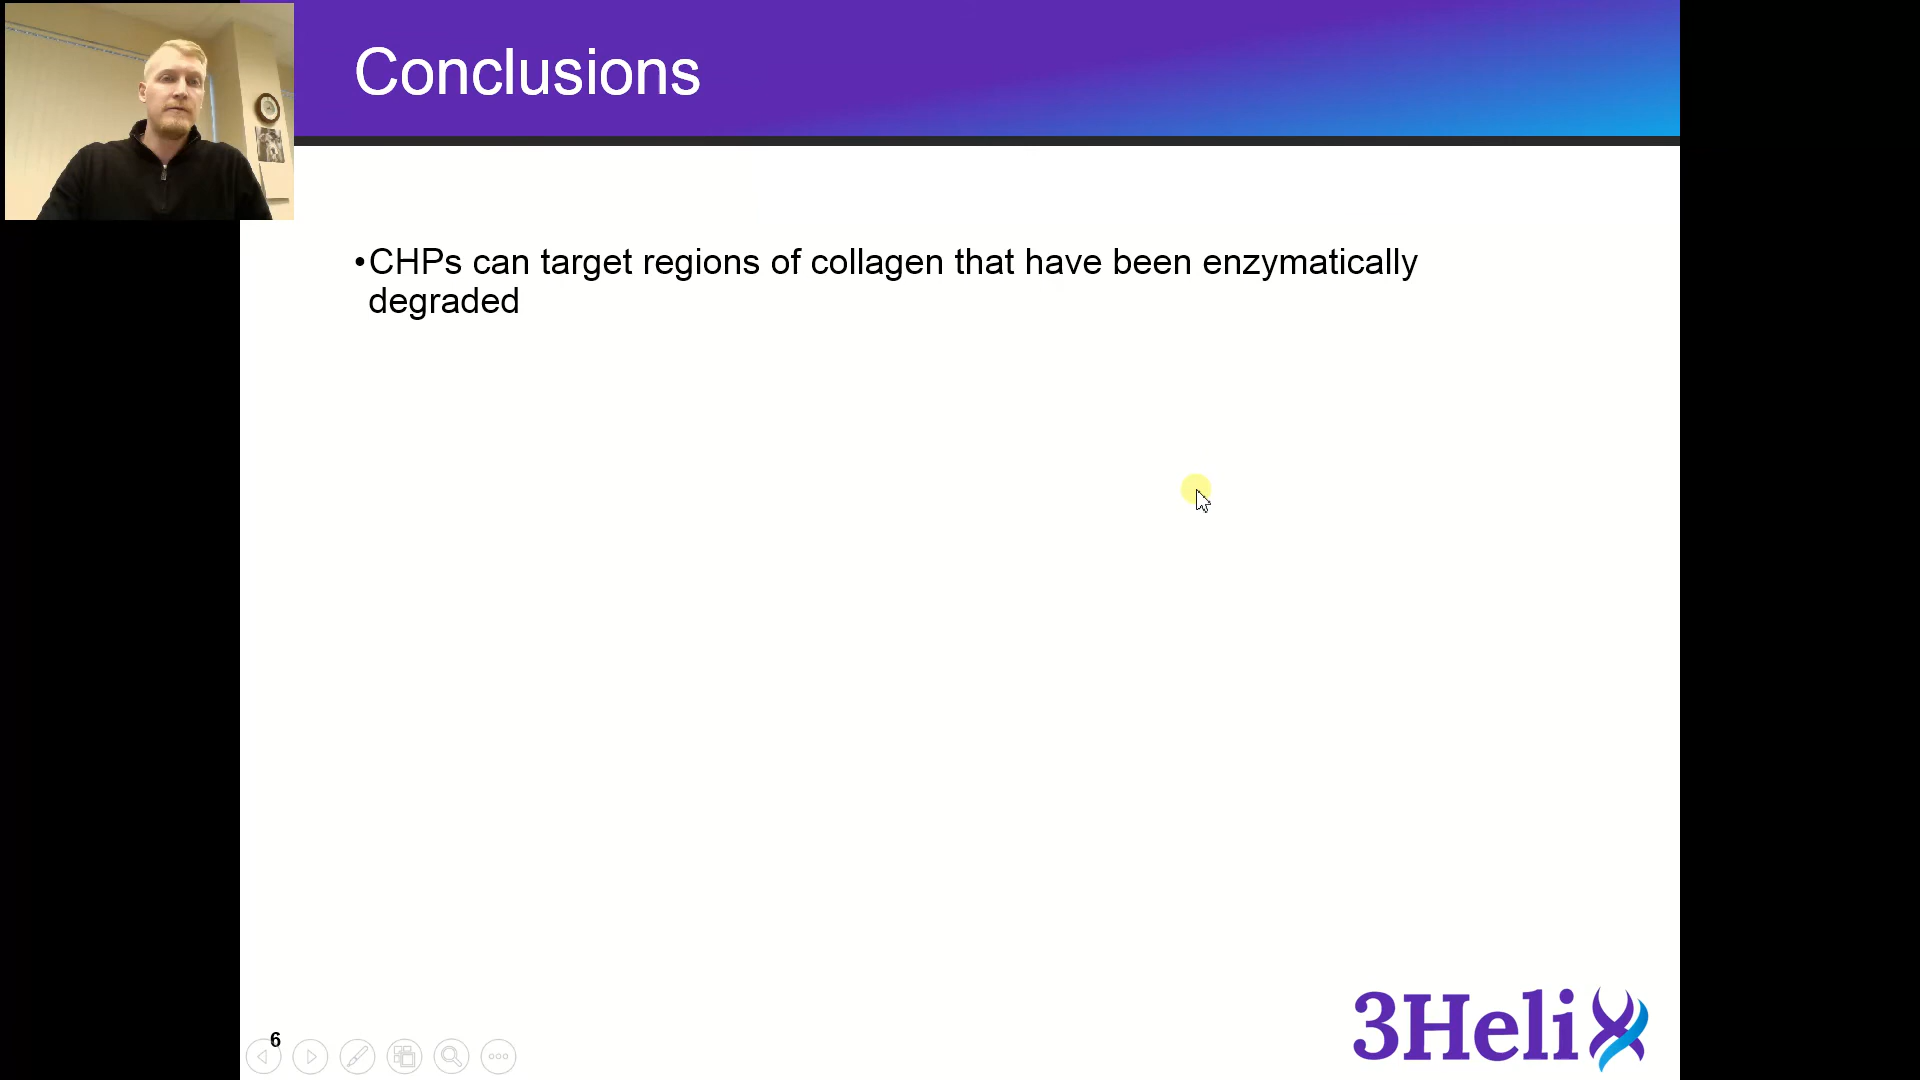 Conclusions
•CHPs can target regions of collagen that have been enzymatically
degraded
6
3Helix